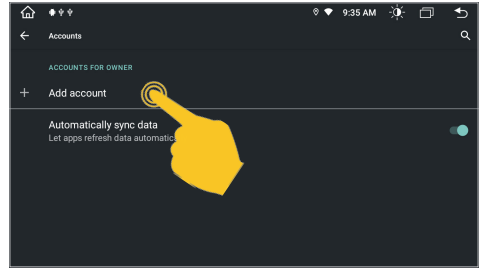 9:35 AM
Accounts
ACCOUNTS FOR OWNER
Add account
Automatically sync data
Let apps refresh data automatic